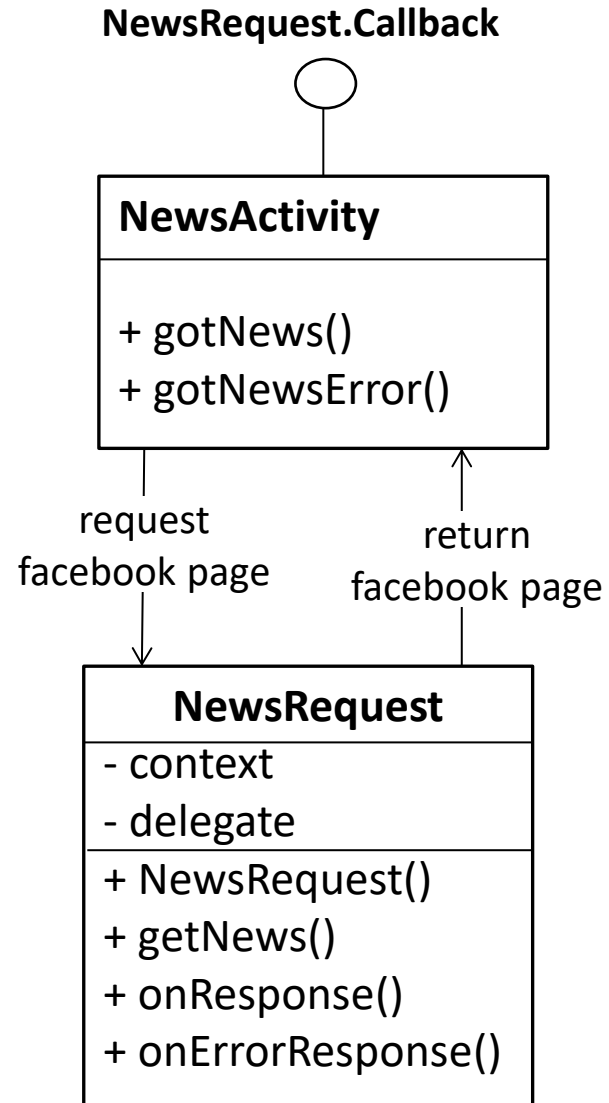 NewsRequest.Callback
NewsActivity
+ gotNews()
+ gotNewsError()
request
facebook page
return
facebook page
NewsRequest
- context
- delegate
+ NewsRequest()
+ getNews()
+ onResponse()
+ onErrorResponse()